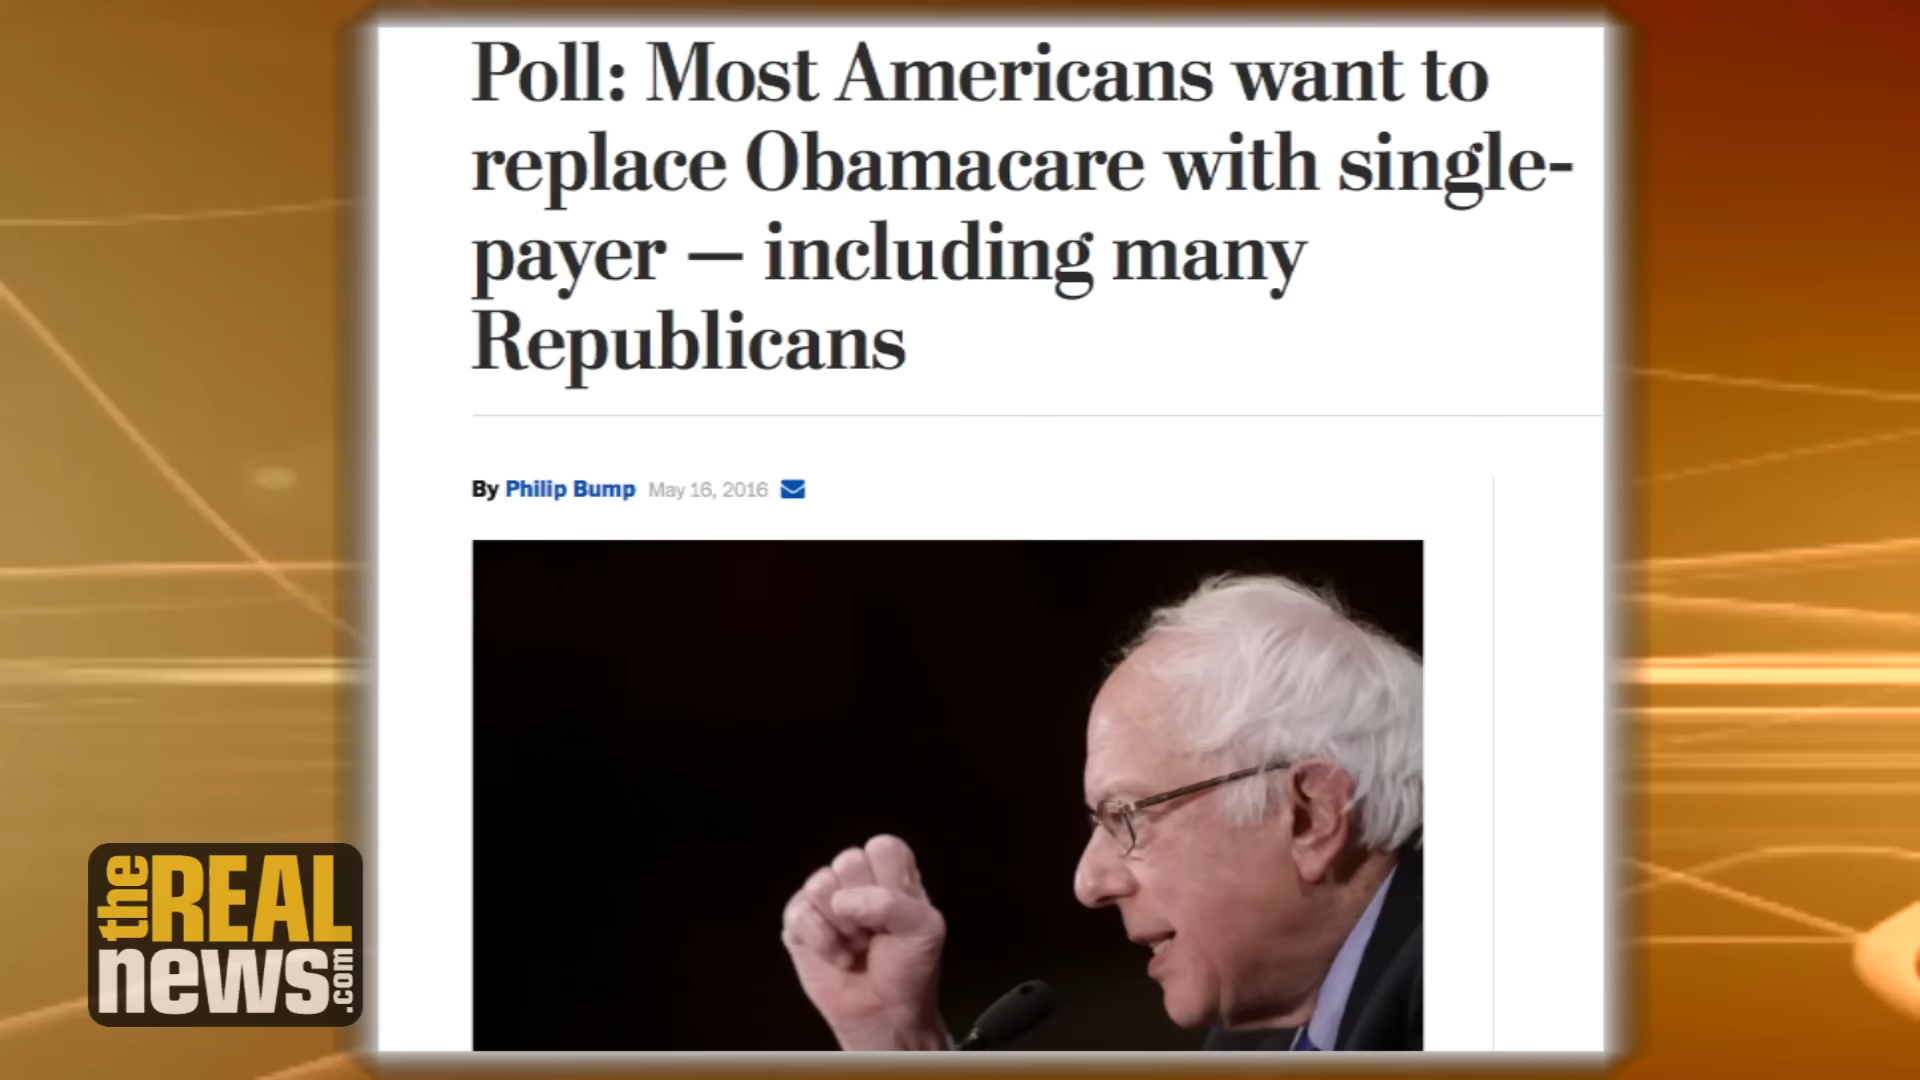 Poll: Most Americans want to
replace Obamacare with single-
payer — including many
Republicans
By Philip Bump May 16, 2016
the REAL
news.com